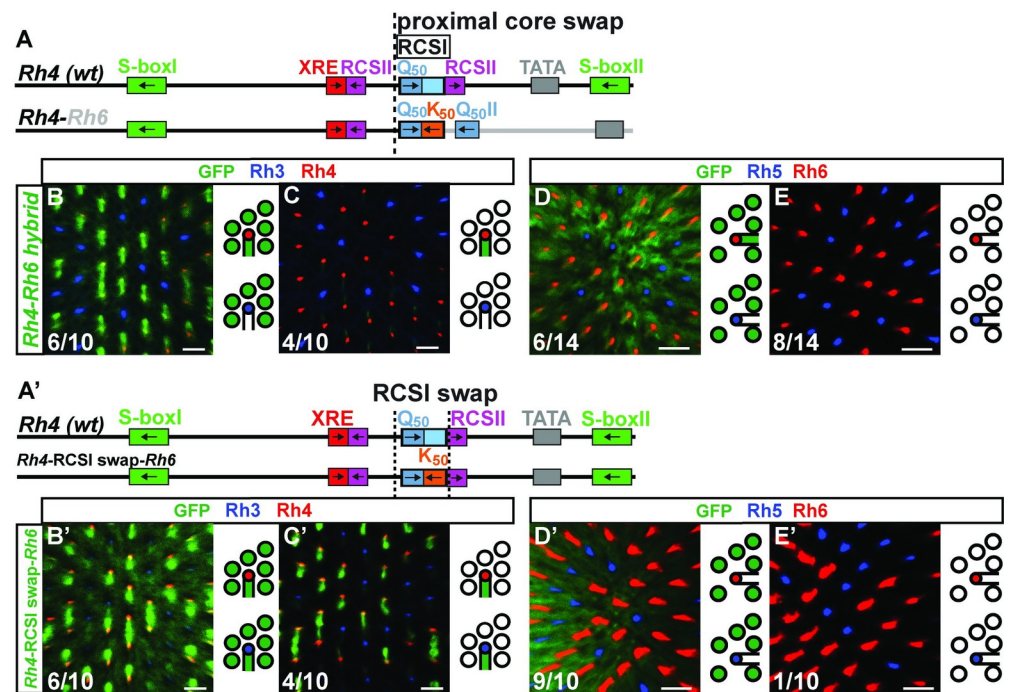 proximal core swap
A
RCSI
Rh4 (wt)
S-boxI XRE RCSII Q50 RCSII TATA S-boxII
Rh4-Rh6
Q50 K50 Q50II
GFP Rh3 Rh4
GFP Rh5 Rh6
Rh4-Rh6 hybrid
B
6/10
C
4/10
D
6/14
E
8/14
A'
RCSI swap
Rh4 (wt)
S-boxI XRE Q50 RCSII TATA S-boxII
Rh4-RCSI swap-Rh6
K50
GFP Rh3 Rh4
GFP Rh5 Rh6
Rh4-RCSI swap-Rh6
B'
6/10
C'
4/10
D'
9/10
E'
1/10